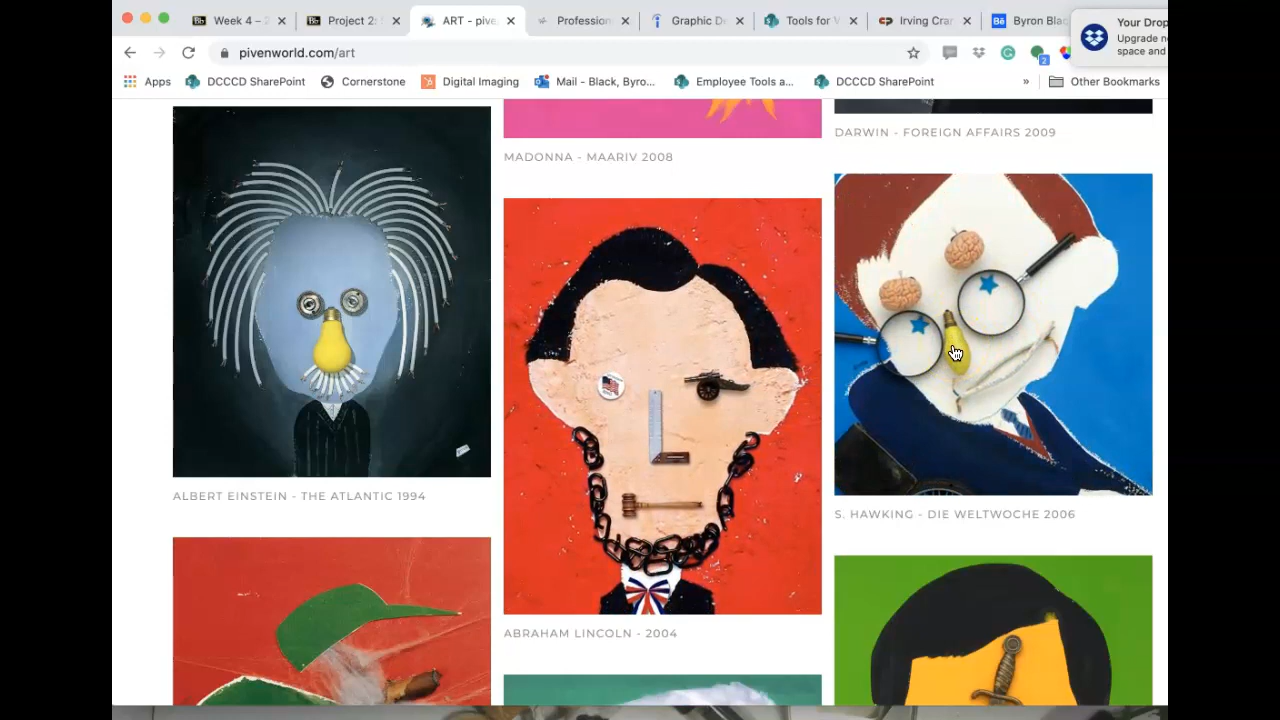 Week 4 – 2
Project 2:
ART - pive
Profession
Graphic D
Tools for V
Irving Cra
Byron Bla
Your Drop
Upgrade ne
space and
pivenworld.com/art
2
Apps
DCCCD SharePoint
Cornerstone
Digital Imaging
Mail - Black, Byro...
Employee Tools a...
DCCCD SharePoint
»
Other Bookmarks
DARWIN - FOREIGN AFFAIRS 2009
MADONNA - MAARIV 2008
ALBERT EINSTEIN - THE ATLANTIC 1994
S. HAWKING - DIE WELTWOCHE 2006
ABRAHAM LINCOLN - 2004